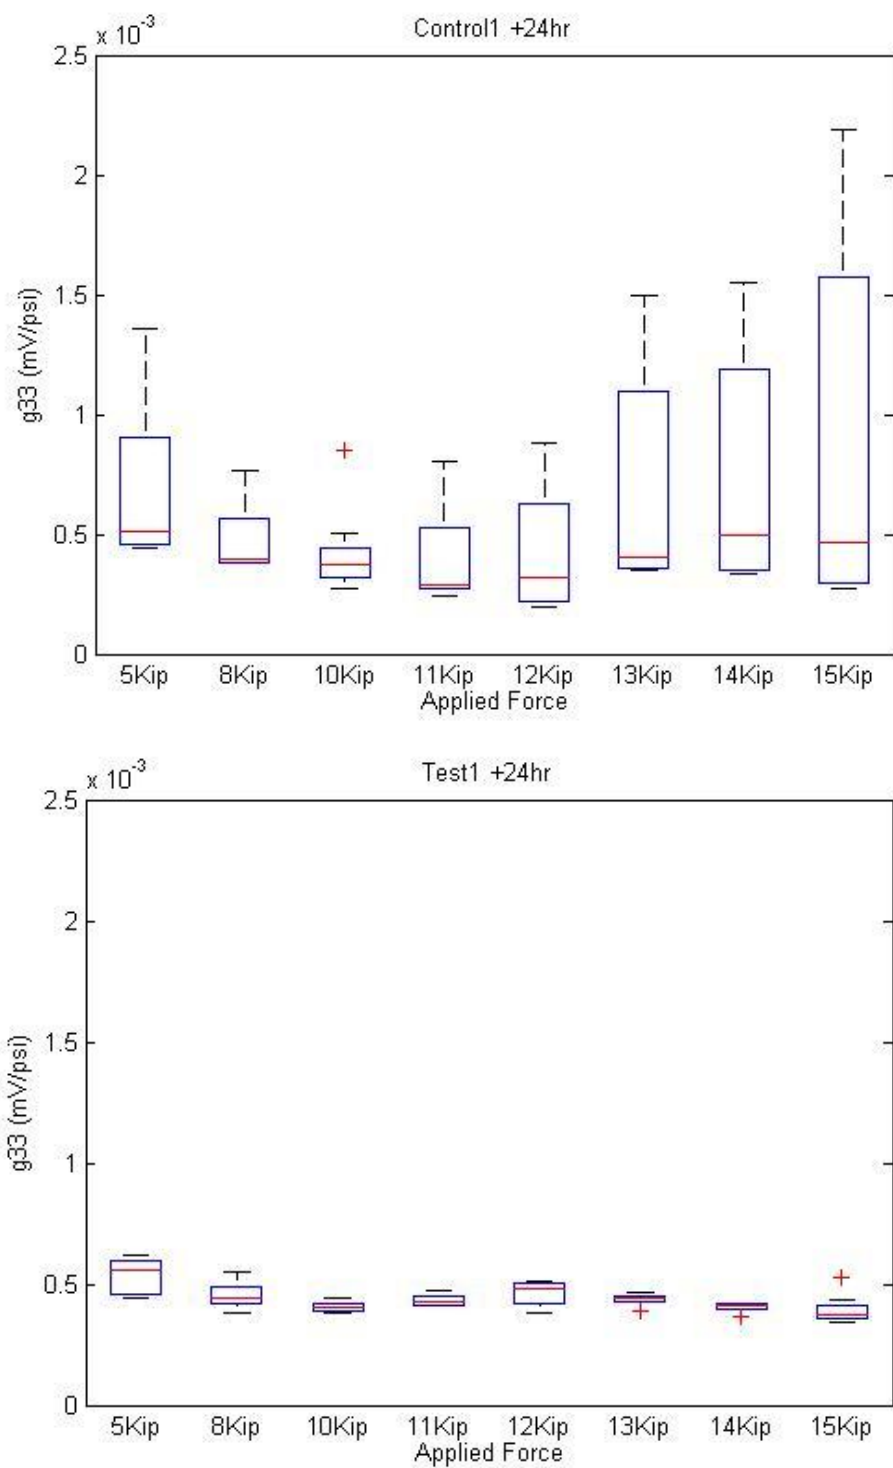 x 10-3
Control1 +24hr
2.5
2
1.5
1
0.5
0
g33 (mV/psi)
5Kip 8Kip 10Kip 11Kip 12Kip 13Kip 14Kip 15Kip
Applied Force
x 10-3
Test1 +24hr
2.5
2
1.5
1
0.5
0
g33 (mV/psi)
5Kip 8Kip 10Kip 11Kip 12Kip 13Kip 14Kip 15Kip
Applied Force